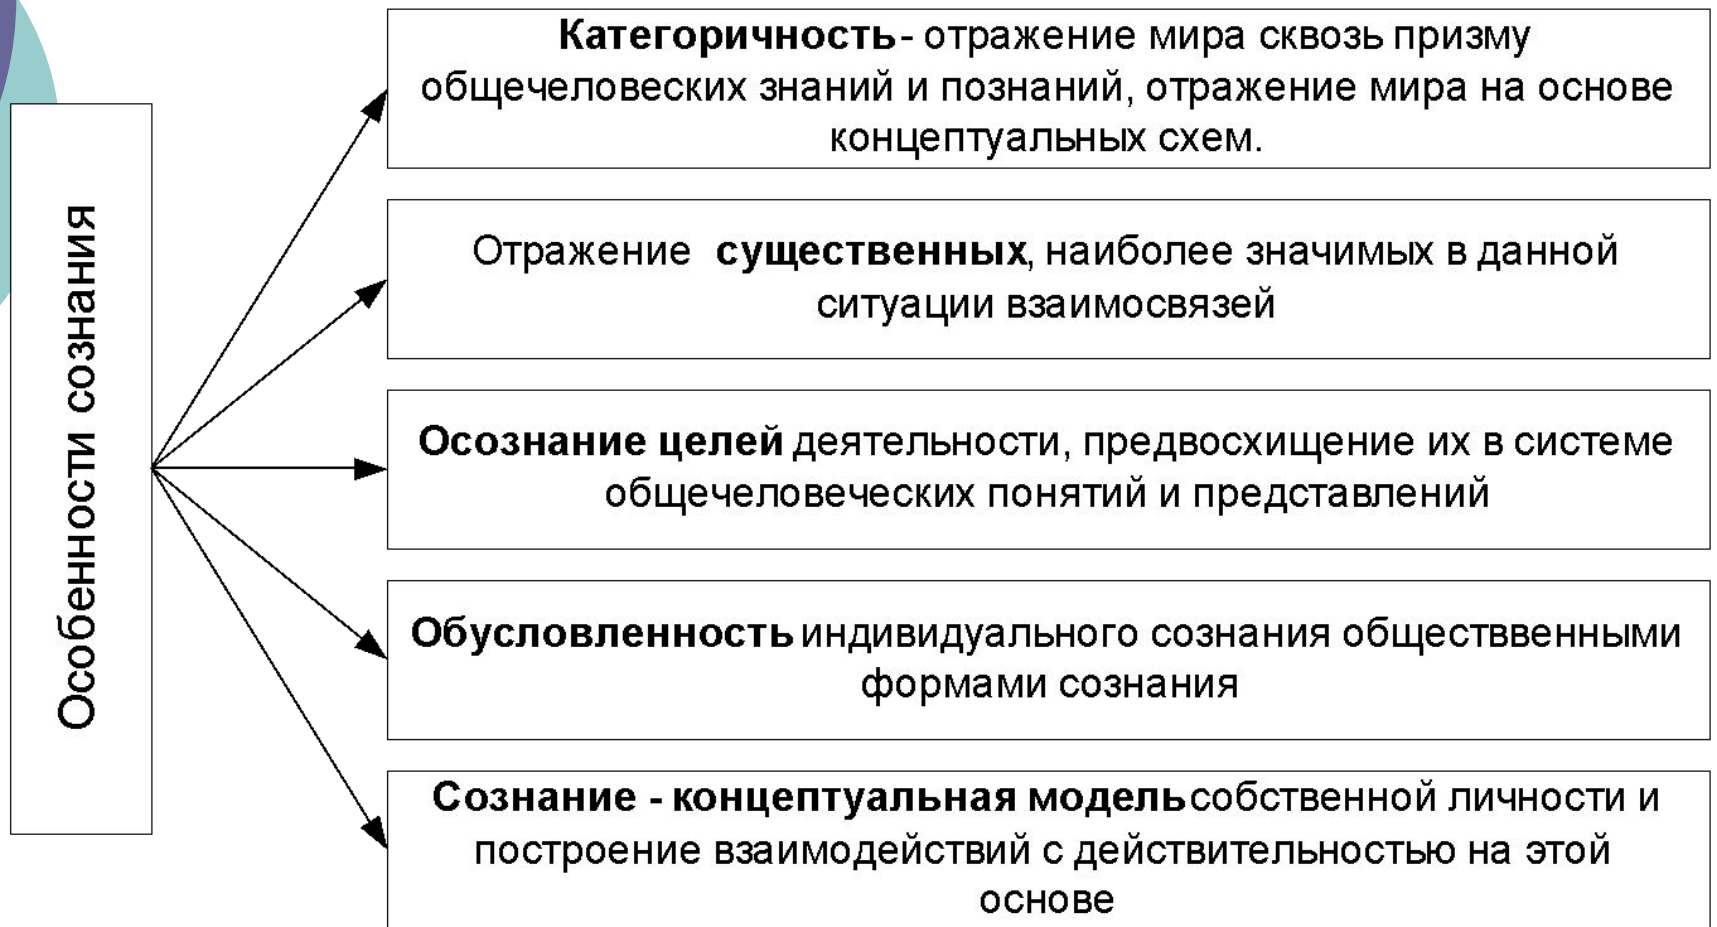 Особенности сознания
Категоричность - отражение мира сквозь призму
общечеловеских знаний и познаний, отражение мира на основе
концептуальных схем.
Отражение существенных, наиболее значимых в данной
ситуации взаимосвязей
Осознание целей деятельности, предвосхищение их в системе
общечеловеческих понятий и представлений
Обусловленность индивидуального сознания обществвенными
формами сознания
Сознание - концептуальная модель собственной личности и
построение взаимодействий с действительностью на этой
основе